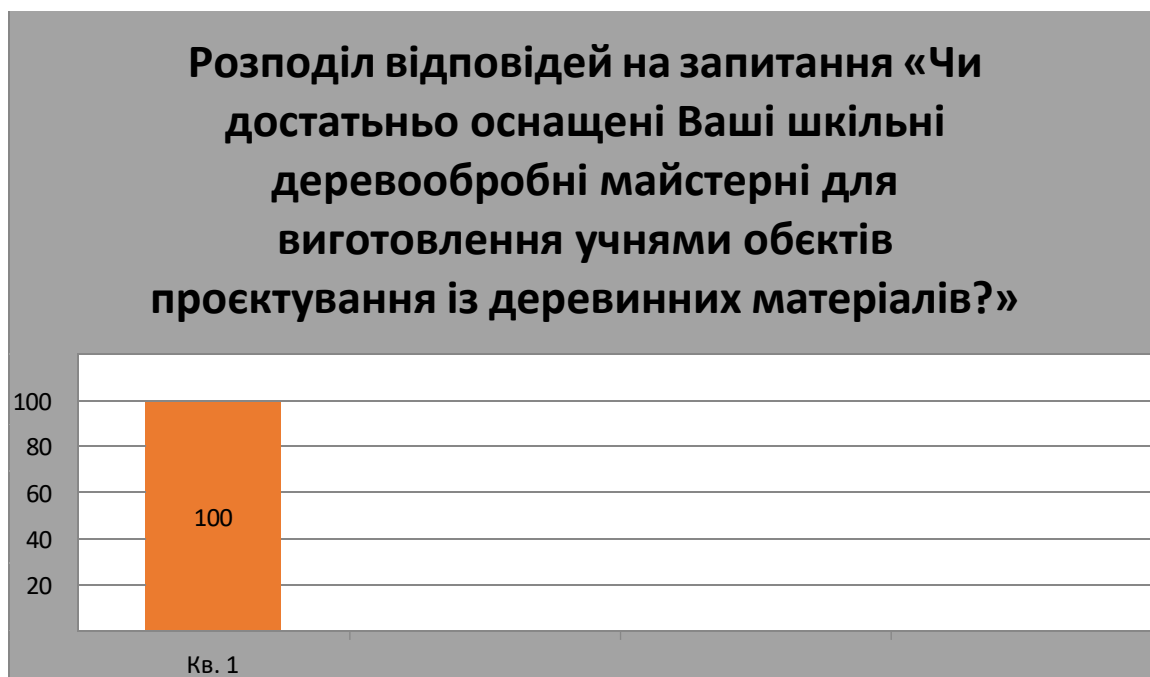 Розподіл відповідей на запитання «Чи
достатньо оснащені Ваші шкільні
деревообробні майстерні для
виготовлення учнями обєктів
проєктування із деревинних матеріалів?»
100
80
60
40
20
100
Кв. 1